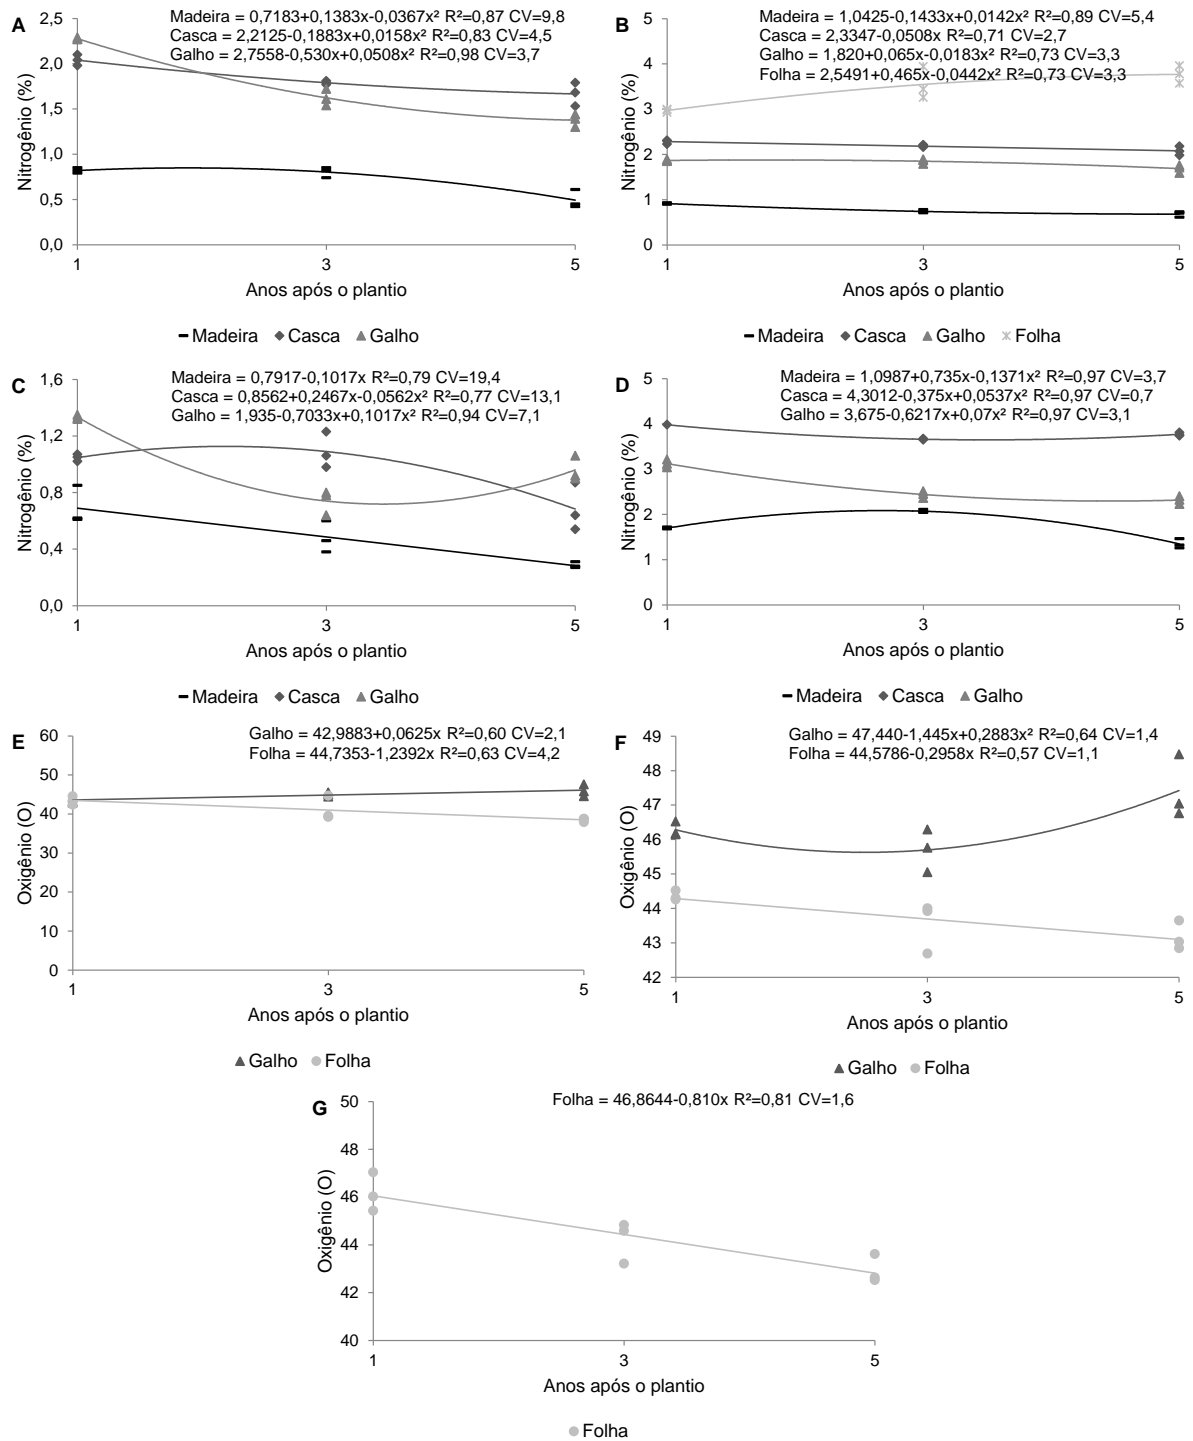 A
Madeira = 0,7183+0,1383x-0,0367x² R²=0,87 CV=9,8
Casca = 2,2125-0,1883x+0,0158x² R²=0,83 CV=4,5
Galho = 2,7558-0,530x+0,0508x² R²=0,98 CV=3,7
Nitrogênio (%)
2,5
2,0
1,5
1,0
0,5
0,0
1 3 5
Anos após o plantio
Madeira Casca Galho
B
Madeira = 1,0425-0,1433x+0,0142x² R²=0,89 CV=5,4
Casca = 2,3347-0,0508x R²=0,71 CV=2,7
Galho = 1,820+0,065x-0,0183x² R²=0,73 CV=3,3
Folha = 2,5491+0,465x-0,0442x² R²=0,73 CV=3,3
Nitrogênio (%)
5
4
3
2
1
0
1 3 5
Anos após o plantio
Madeira Casca Galho Folha
C
Madeira = 0,7917-0,1017x R²=0,79 CV=19,4
Casca = 0,8562+0,2467x-0,0562x² R²=0,77 CV=13,1
Galho = 1,935-0,7033x+0,1017x² R²=0,94 CV=7,1
Nitrogênio (%)
1,6
1,2
0,8
0,4
0,0
1 3 5
Anos após o plantio
Madeira Casca Galho
D
Madeira = 1,0987+0,735x-0,1371x² R²=0,97 CV=3,7
Casca = 4,3012-0,375x+0,0537x² R²=0,97 CV=0,7
Galho = 3,675-0,6217x+0,07x² R²=0,97 CV=3,1
Nitrogênio (%)
5
4
3
2
1
0
1 3 5
Anos após o plantio
Madeira Casca Galho
E
Galho = 42,9883+0,0625x R²=0,60 CV=2,1
Folha = 44,7353-1,2392x R²=0,63 CV=4,2
Oxigênio (O)
60
50
40
30
20
10
0
1 3 5
Anos após o plantio
Galho Folha
F
Galho = 47,440-1,445x+0,2883x² R²=0,64 CV=1,4
Folha = 44,5786-0,2958x R²=0,57 CV=1,1
Oxigênio (O)
49
48
47
46
45
44
43
42
1 3 5
Anos após o plantio
Galho Folha
G
Folha = 46,8644-0,810x R²=0,81 CV=1,6
Oxigênio (O)
50
48
46
44
42
40
1 3 5
Anos após o plantio
Folha